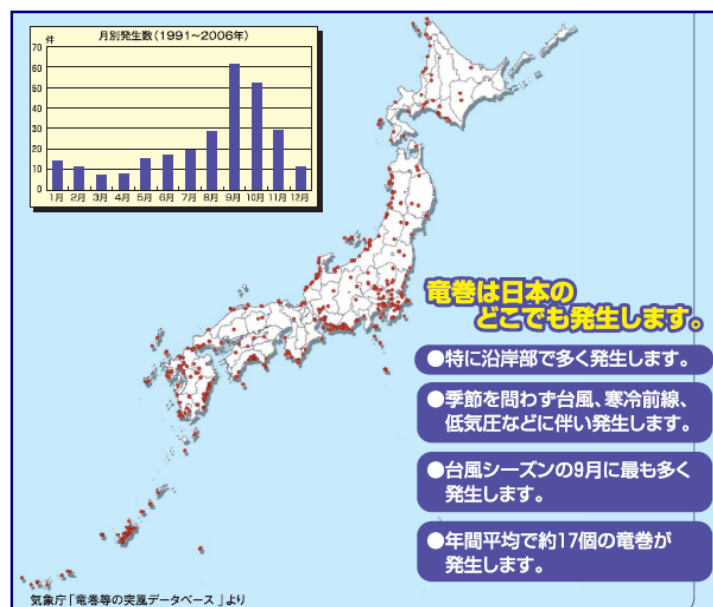 月別発生数(1991～2006年)
件
70
60
50
40
30
20
10
0
1月 2月 3月 4月 5月 6月 7月 8月 9月 10月 11月 12月
竜巻は日本の
どこでも発生します。
●特に沿岸部で多く発生します。
●季節を問わず台風、寒冷前線、
低気圧などに伴い発生します。
●台風シーズンの9月に最も多く
発生します。
●年間平均で約17個の竜巻が
発生します。
気象庁「竜巻等の突風データベース」より